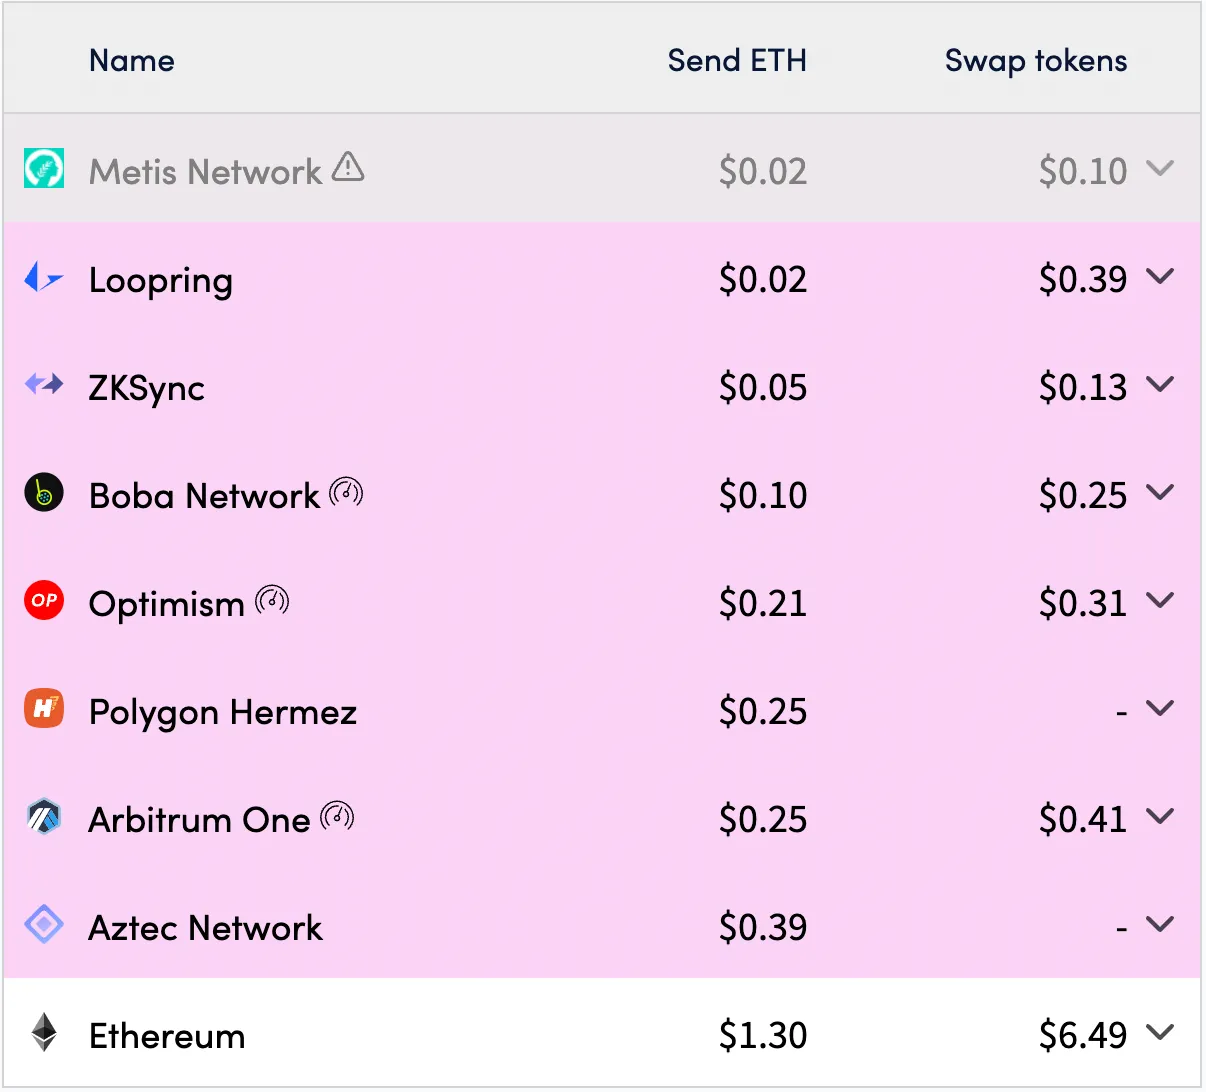 Name Send ETH Swap tokens
Metis Network $0.02 $0.10
Loopring $0.02 $0.39
ZKSync $0.05 $0.13
Boba Network $0.10 $0.25
OP Optimism $0.21 $0.31
H Polygon Hermez $0.25 -
Arbitrum One $0.25 $0.41
Aztec Network $0.39 -
Ethereum $1.30 $6.49